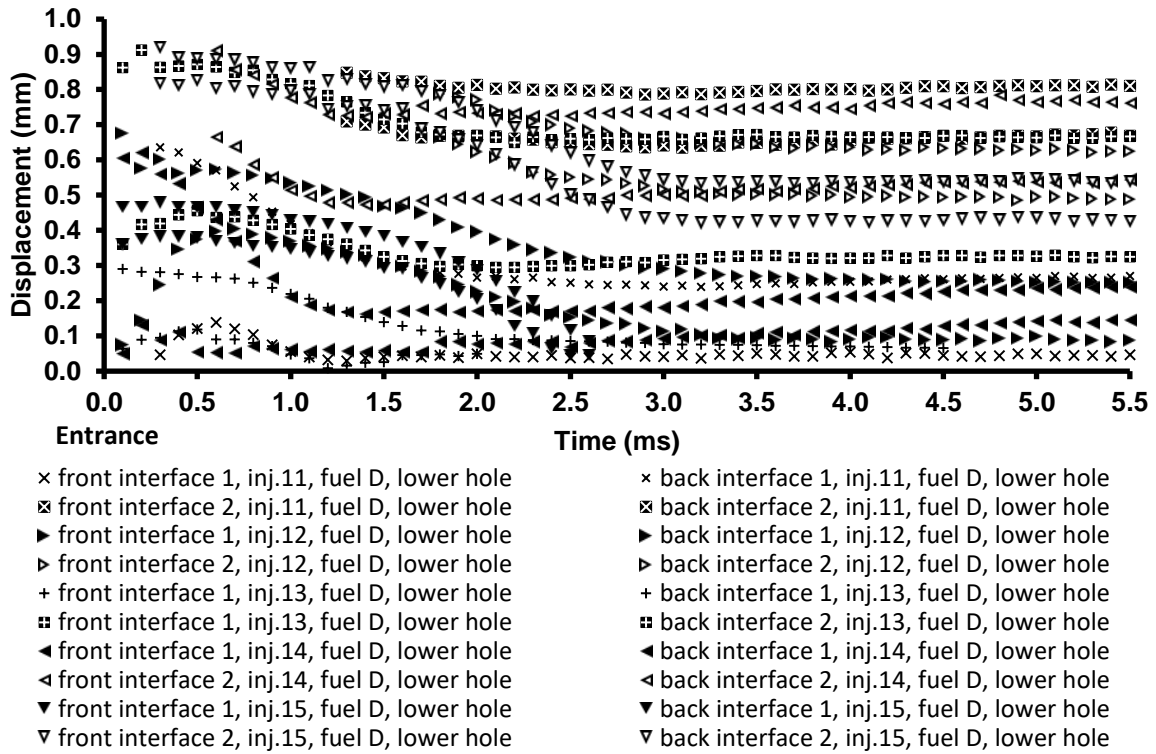 1.0
0.9
0.8
0.7
0.6
0.5
0.4
0.3
0.2
0.1
0.0
Displacement (mm)
0.0 0.5 1.0 1.5 2.0 2.5 3.0 3.5 4.0 4.5 5.0 5.5
Entrance
Time (ms)
front interface 1, inj.11, fuel D, lower hole
back interface 1, inj.11, fuel D, lower hole
front interface 2, inj.11, fuel D, lower hole
back interface 2, inj.11, fuel D, lower hole
front interface 1, inj.12, fuel D, lower hole
back interface 1, inj.12, fuel D, lower hole
front interface 2, inj.12, fuel D, lower hole
back interface 2, inj.12, fuel D, lower hole
front interface 1, inj.13, fuel D, lower hole
back interface 1, inj.13, fuel D, lower hole
front interface 1, inj.13, fuel D, lower hole
back interface 2, inj.13, fuel D, lower hole
front interface 1, inj.14, fuel D, lower hole
back interface 1, inj.14, fuel D, lower hole
front interface 2, inj.14, fuel D, lower hole
back interface 2, inj.14, fuel D, lower hole
front interface 1, inj.15, fuel D, lower hole
back interface 1, inj.15, fuel D, lower hole
front interface 2, inj.15, fuel D, lower hole
back interface 2, inj.15, fuel D, lower hole